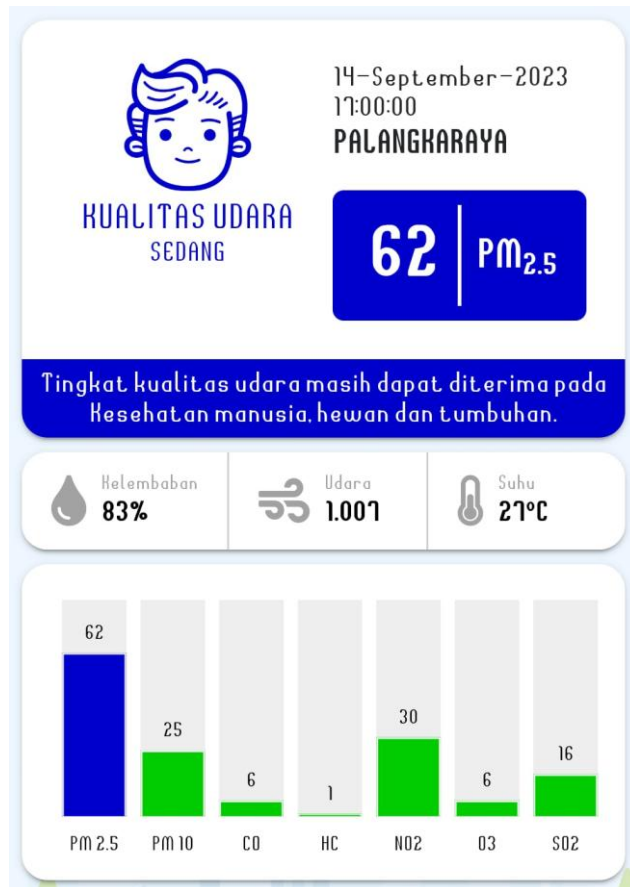 14-September-2023
17:00:00
PALANGKARAYA
KUALITAS UDARA
SEDANG
62 PM2.5
Tingkat kualitas udara masih dapat diterima pada
Kesehatan manusia, hewan dan tumbuhan.
Kelembaban
83%
Udara
1.007
Suhu
27°C
62
25
6
1
30
6
16
PM 2.5 PM 10 CO HC NO2 O3 SO2